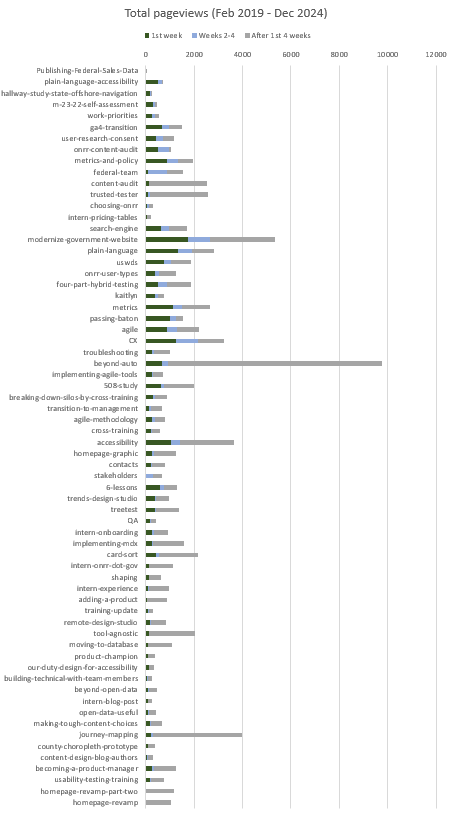 Total pageviews (Feb 2019 - Dec 2024)
1st week Weeks 2-4 After 1st 4 weeks
0 2000 4000 6000 8000 10000 12000
Publishing-Federal-Sales-Data
plain-language-accessibility
hallway-study-state-offshore-navigation
m-23-22-self-assessment
work-priorities
ga4-transition
user-research-consent
onrr-content-audit
metrics-and-policy
federal-team
content-audit
trusted-tester
choosing-onrr
intern-pricing-tables
search-engine
modernize-government-website
plain-language
uswds
onrr-user-types
four-part-hybrid-testing
kaitlyn
metrics
passing-baton
agile
CX
troubleshooting
beyond-auto
implementing-agile-tools
508-study
breaking-down-silos-by-cross-training
transition-to-management
agile-methodology
cross-training
accessibility
homepage-graphic
contacts
stakeholders
6-lessons
trends-design-studio
treetest
QA
intern-onboarding
implementing-mdx
card-sort
intern-onrr-dot-gov
shaping
intern-experience
adding-a-product
training-update
remote-design-studio
tool-agnostic
moving-to-database
product-champion
our-duty-design-for-accessibility
building-technical-with-team-members
beyond-open-data
intern-blog-post
open-data-useful
making-tough-content-choices
journey-mapping
county-choropleth-prototype
content-design-blog-authors
becoming-a-product-manager
usability-testing-training
homepage-revamp-part-two
homepage-revamp